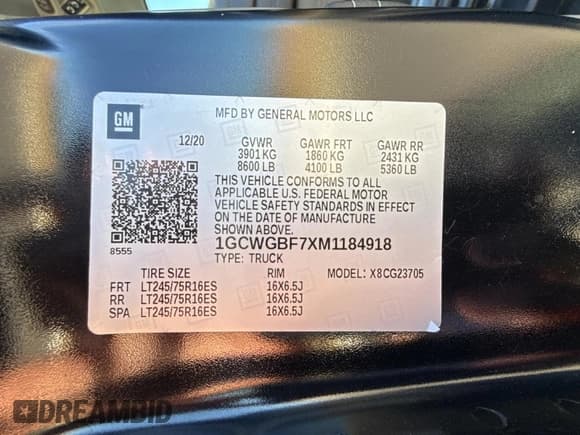 GM
MFD BY GENERAL MOTORS LLC
12/20 GVWR GAWR FRT GAWR RR
3901 KG 1860 KG 2431 KG
8600 LB 4100 LB 5360 LB
THIS VEHICLE CONFORMS TO ALL
APPLICABLE U.S. FEDERAL MOTOR
VEHICLE SAFETY STANDARDS IN EFFECT
ON THE DATE OF MANUFACTURE
SHOWN ABOVE.
8555
1GCWGBF7XM1184918
TYPE: TRUCK
TIRE SIZE RIM MODEL: X8CG23705
FRT LT245/75R16ES 16X6.5J
RR LT245/75R16ES 16X6.5J
SPA LT245/75R16ES 16X6.5J
DREAMBID